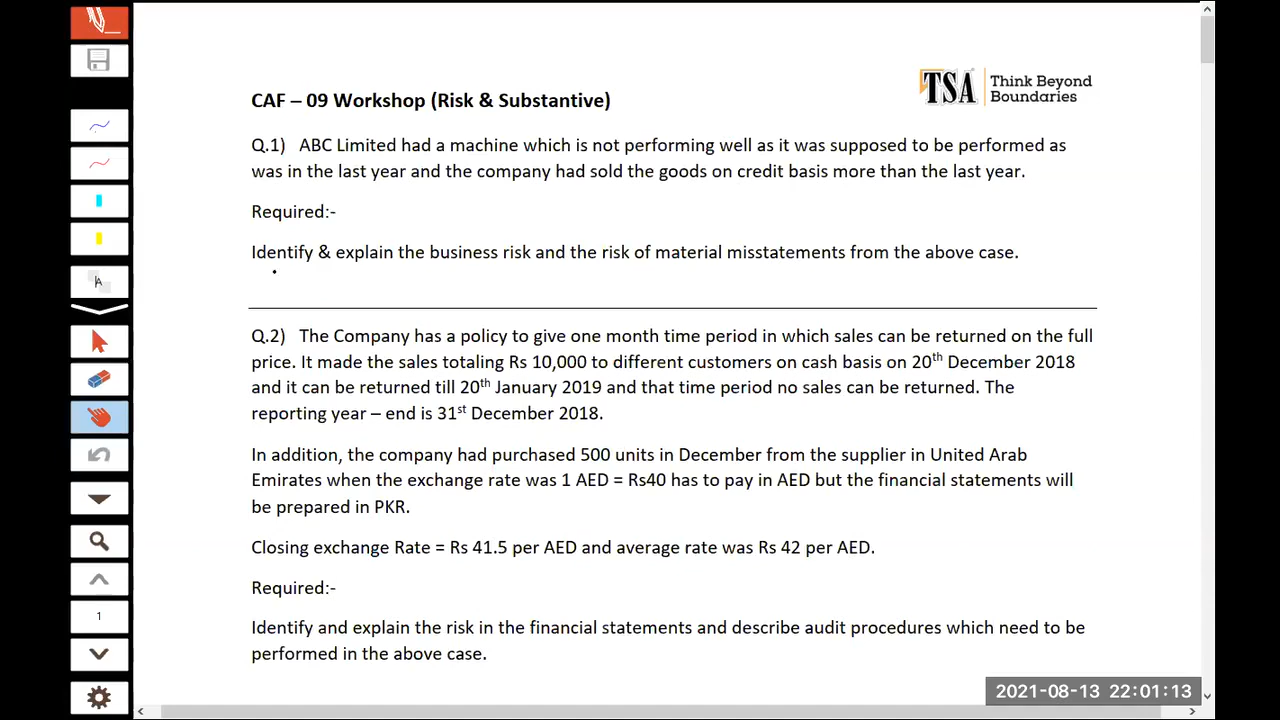 TSA Think Beyond
Boundaries
CAF – 09 Workshop (Risk & Substantive)
Q.1) ABC Limited had a machine which is not performing well as it was supposed to be performed as
was in the last year and the company had sold the goods on credit basis more than the last year.
Required:-
Identify & explain the business risk and the risk of material misstatements from the above case.
A
Q.2) The Company has a policy to give one month time period in which sales can be returned on the full
price. It made the sales totaling Rs 10,000 to different customers on cash basis on 20th December 2018
and it can be returned till 20th January 2019 and that time period no sales can be returned. The
reporting year – end is 31st December 2018.
In addition, the company had purchased 500 units in December from the supplier in United Arab
Emirates when the exchange rate was 1 AED = Rs40 has to pay in AED but the financial statements will
be prepared in PKR.
Closing exchange Rate = Rs 41.5 per AED and average rate was Rs 42 per AED.
Required:-
1
Identify and explain the risk in the financial statements and describe audit procedures which need to be
performed in the above case.
2021-08-13 22:01:13